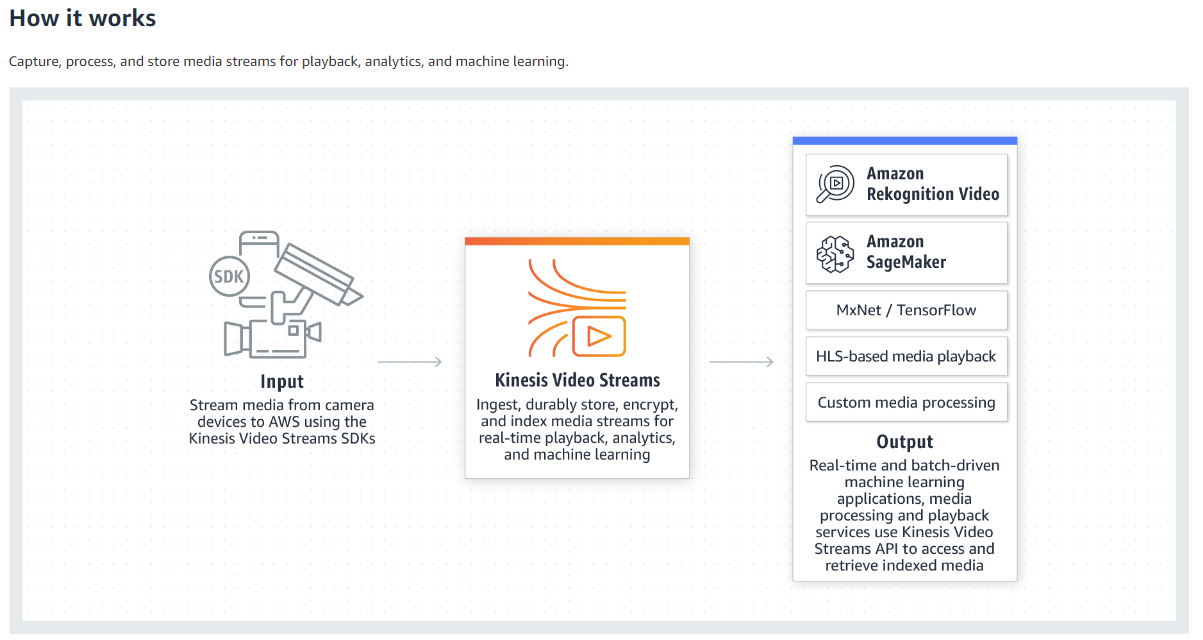 How it works
Capture, process, and store media streams for playback, analytics, and machine learning.
SDK
Input
Stream media from camera
devices to AWS using the
Kinesis Video Streams SDKs
Kinesis Video Streams
Ingest, durably store, encrypt,
and index media streams for
real-time playback, analytics,
and machine learning
Amazon
Rekognition Video
Amazon
SageMaker
MxNet / TensorFlow
HLS-based media playback
Custom media processing
Output
Real-time and batch-driven
machine learning
applications, media
processing and playback
services use Kinesis Video
Streams API to access and
retrieve indexed media